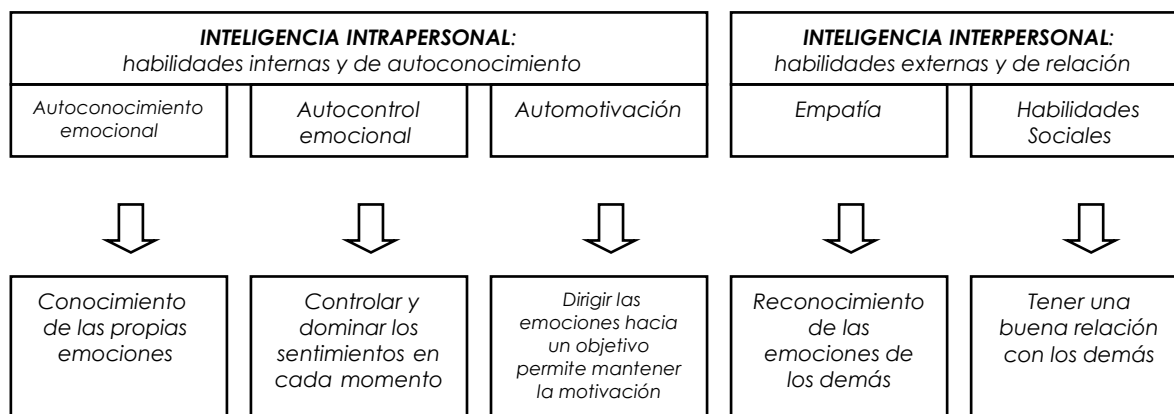 INTELIGENCIA INTRAPERSONAL:
habilidades internas y de autoconocimiento
INTELIGENCIA INTERPERSONAL:
habilidades externas y de relación
Autoconocimiento
emocional
Autocontrol
emocional
Automotivación
Empatía
Habilidades
Sociales
Conocimiento
de las propias
emociones
Controlar y
dominar los
sentimientos en
cada momento
Dirigir las
emociones hacia
un objetivo
permite mantener
la motivación
Reconocimiento
de las
emociones de
los demás
Tener una
buena relación
con los demás